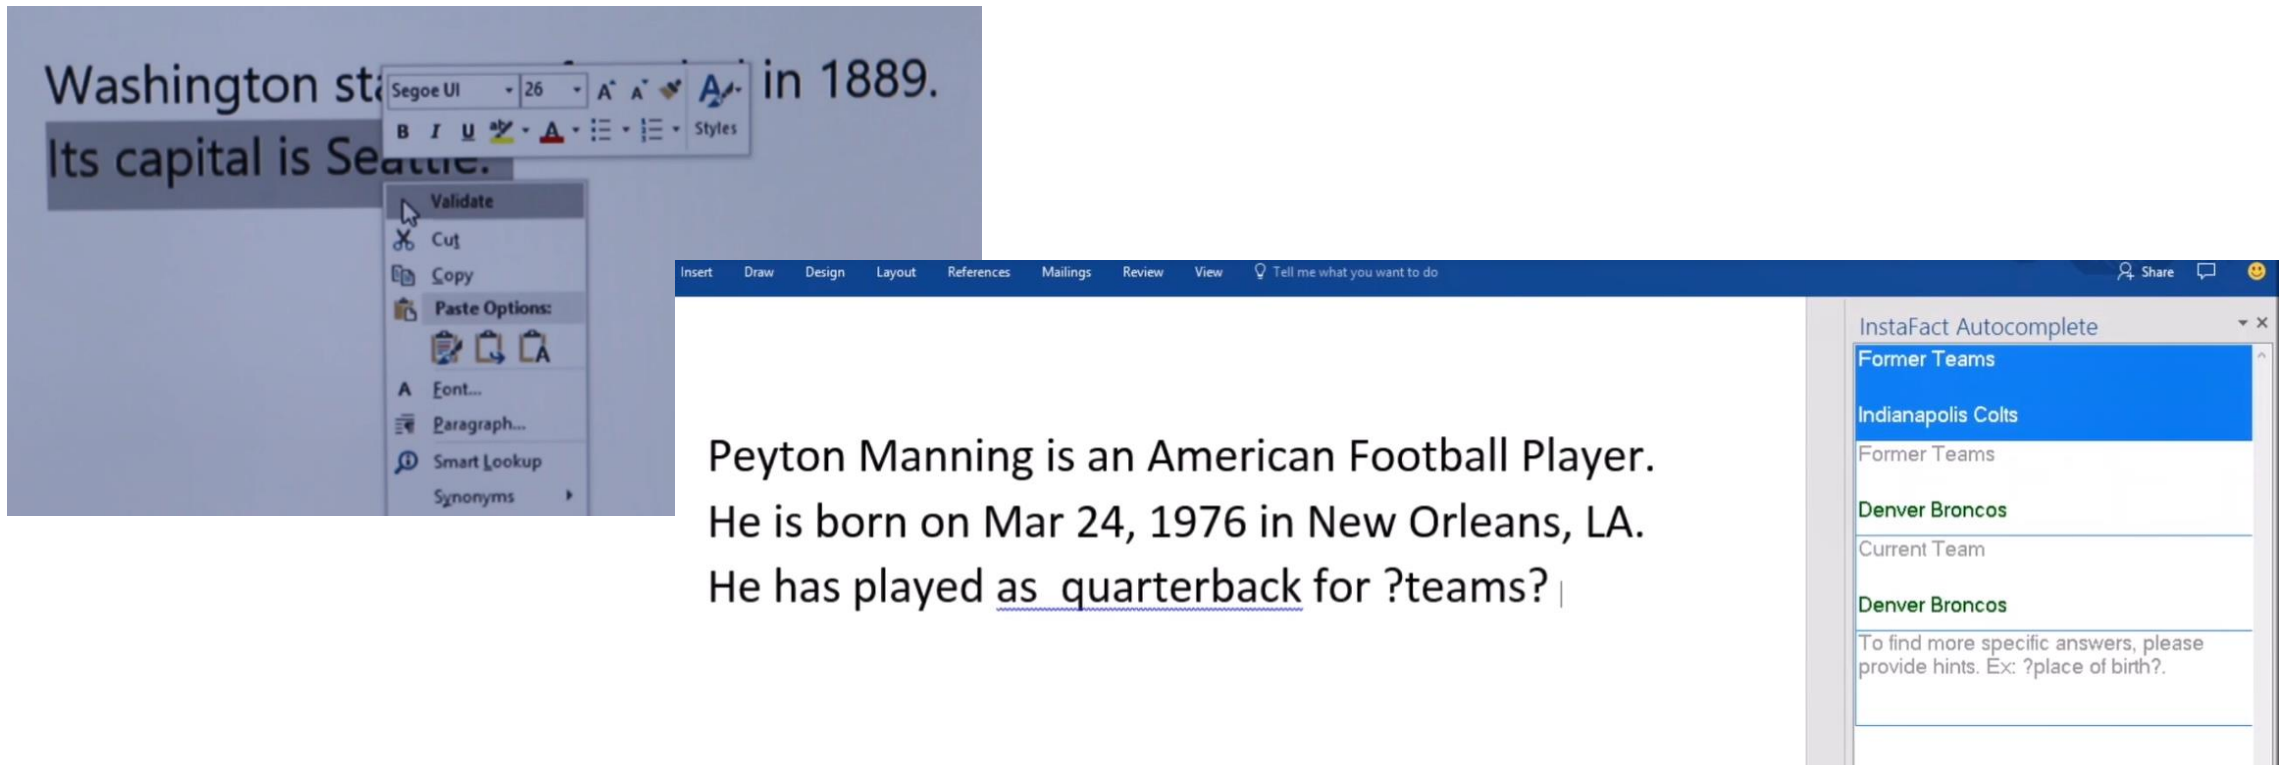 Washington in 1889.
Its capital is Seattle.
Segoe UI 26
B I U Styles
Validate
Cut
Copy
Paste Options:
Font...
Paragraph...
Smart Lookup
Synonyms
Insert Draw Design Layout References Mailings Review View Tell me what you want to do Share
Peyton Manning is an American Football Player.
He is born on Mar 24, 1976 in New Orleans, LA.
He has played as quarterback for ?teams?
InstaFact Autocomplete
Former Teams
Indianapolis Colts
Former Teams
Denver Broncos
Current Team
Denver Broncos
To find more specific answers, please
provide hints. Ex: ?place of birth?.